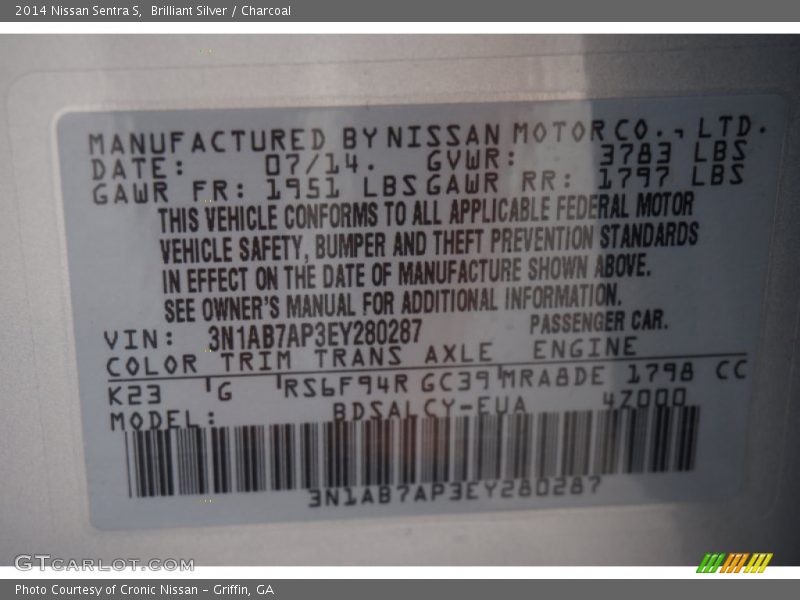 2014 Nissan Sentra S,  Brilliant Silver / Charcoal
MANUFACTURED BY NISSAN MOTOR CO., LTD.
DATE: 07/14. GVWR: 3783 LBS
GAWR FR: 1951 LBS GAWR RR: 1797 LBS
THIS VEHICLE CONFORMS TO ALL APPLICABLE FEDERAL MOTOR
VEHICLE SAFETY, BUMPER AND THEFT PREVENTION STANDARDS
IN EFFECT ON THE DATE OF MANUFACTURE SHOWN ABOVE.
SEE OWNER'S MANUAL FOR ADDITIONAL INFORMATION.
VIN: 3N1AB7AP3EY280287 PASSENGER CAR.
COLOR TRIM TRANS AXLE ENGINE
K23 G RS6F94R GC39 MRA8DE 1798 CC
MODEL: BDSALCY-EUA 4Z000
3N1AB7AP3EY280287
GTCARLOT.COM
Photo Courtesy of Cronic Nissan - Griffin, GA